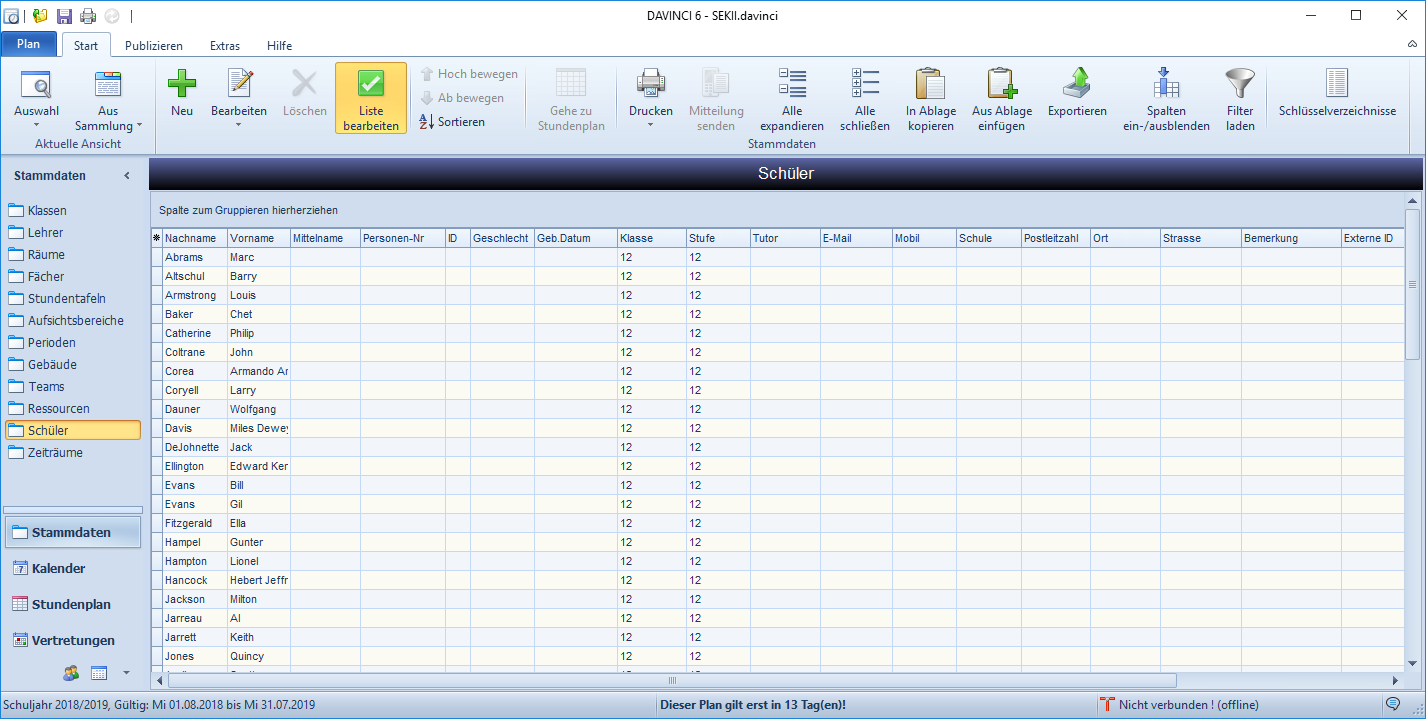 DAVINCI 6 - SEKII.davinci
Plan Start Publizieren Extras Hilfe
Auswahl
Aus
Sammlung
Aktuelle Ansicht
Neu
Bearbeiten
Löschen
Liste
bearbeiten
Hoch bewegen
Ab bewegen
Sortieren
Gehe zu
Stundenplan
Drucken
Mitteilung
senden
Alle
expandieren
Alle
schließen
In Ablage
kopieren
Aus Ablage
einfügen
Exportieren
Spalten
ein-/ausblenden
Filter
laden
Stammdaten
Schlüsselverzeichnisse
Stammdaten
Klassen
Lehrer
Räume
Fächer
Stundentafeln
Aufsichtsbereiche
Perioden
Gebäude
Teams
Ressourcen
Schüler
Zeiträume
Stammdaten
Kalender
Stundenplan
Vertretungen
Schüler
Spalte zum Gruppieren hierherziehen
Nachname Vorname Mittelname Personen-Nr ID Geschlecht Geb.Datum Klasse Stufe Tutor E-Mail Mobil Schule Postleitzahl Ort Strasse Bemerkung Externe ID
Abrams Marc 12 12
Altschul Barry 12 12
Armstrong Louis 12 12
Baker Chet 12 12
Catherine Philip 12 12
Coltrane John 12 12
Corea Armando Ar 12 12
Coryell Larry 12 12
Dauner Wolfgang 12 12
Davis Miles Dewey 12 12
DeJohnette Jack 12 12
Ellington Edward Ker 12 12
Evans Bill 12 12
Evans Gil 12 12
Fitzgerald Ella 12 12
Hampel Gunter 12 12
Hampton Lionel 12 12
Hancock Hebert Jeffr 12 12
Jackson Milton 12 12
Jarreau Al 12 12
Jarrett Keith 12 12
Jones Quincy 12 12
Schuljahr 2018/2019, Gültig: Mi 01.08.2018 bis Mi 31.07.2019
Dieser Plan gilt erst in 13 Tag(en)!
Nicht verbunden ! (offline)